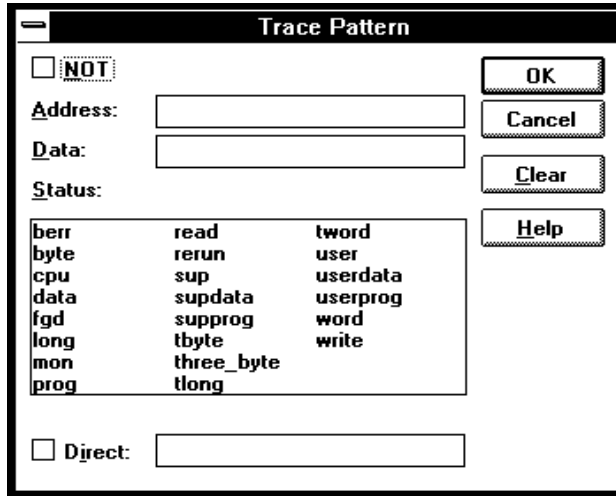 Trace Pattern
NOT
OK
Address:
Cancel
Data:
Clear
Status:
Help
berr read tword
byte rerun user
cpu sup userdata
data supdata userprog
fgd supprog word
long tbyte write
mon three_byte
prog tlong
Direct: